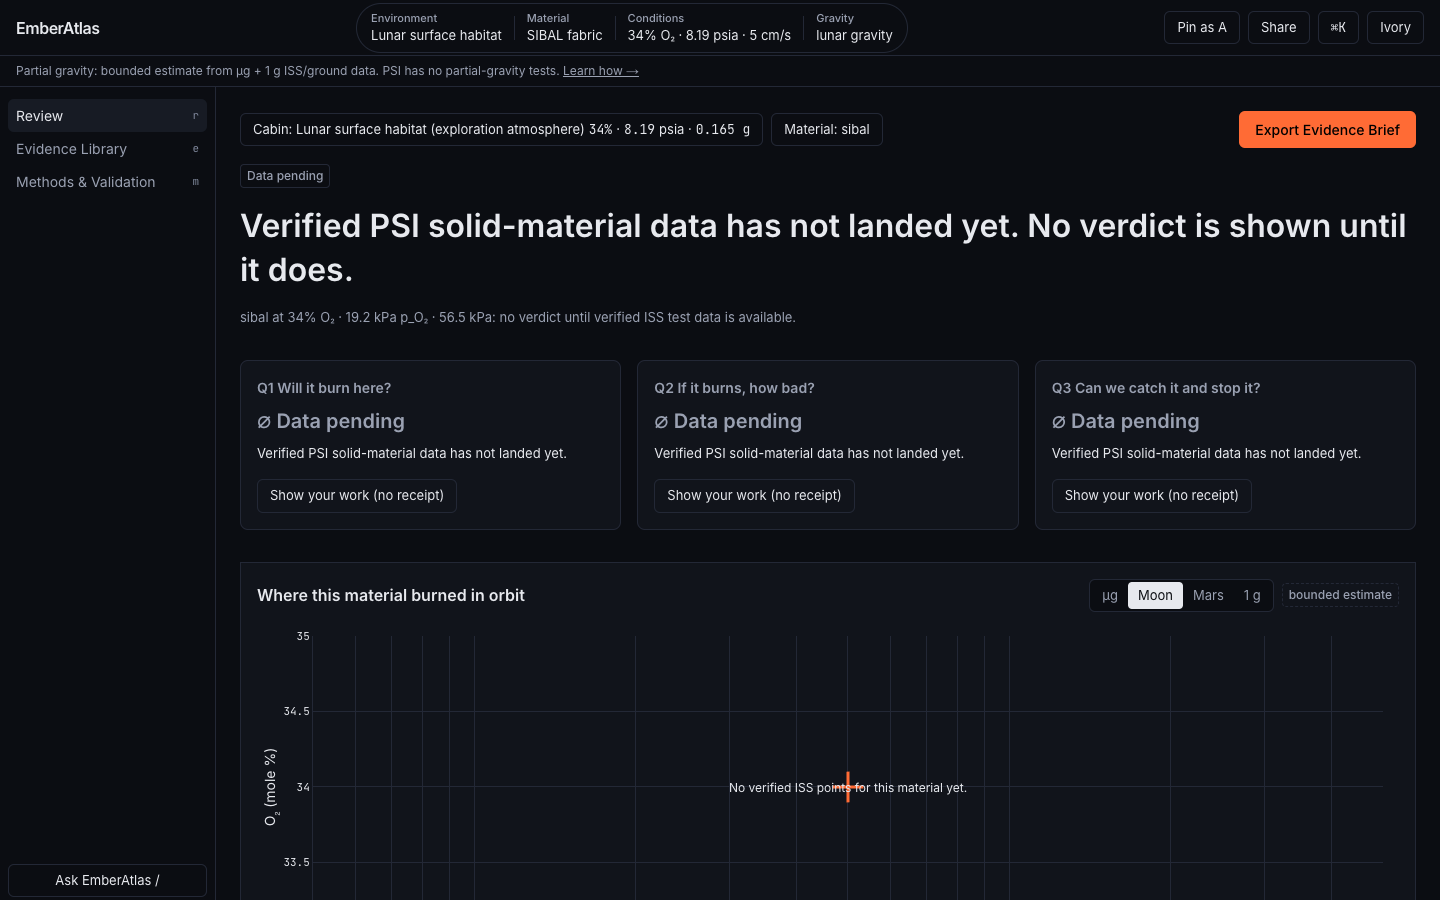 EmberAtlas
Environment
Lunar surface habitat
Material
SIBAL fabric
Conditions
34% O₂ · 8.19 psia · 5 cm/s
Gravity
lunar gravity
Pin as A
Share
⌘K
Ivory
Partial gravity: bounded estimate from µg + 1 g ISS/ground data. PSI has no partial-gravity tests. Learn how →
Review r
Evidence Library e
Methods & Validation m
Ask EmberAtlas /
Cabin: Lunar surface habitat (exploration atmosphere) 34% · 8.19 psia · 0.165 g
Material: sibal
Export Evidence Brief
Data pending
Verified PSI solid-material data has not landed yet. No verdict is shown until
it does.
sibal at 34% O₂ · 19.2 kPa p_O₂ · 56.5 kPa: no verdict until verified ISS test data is available.
Q1 Will it burn here?
∅ Data pending
Verified PSI solid-material data has not landed yet.
Show your work (no receipt)
Q2 If it burns, how bad?
∅ Data pending
Verified PSI solid-material data has not landed yet.
Show your work (no receipt)
Q3 Can we catch it and stop it?
∅ Data pending
Verified PSI solid-material data has not landed yet.
Show your work (no receipt)
Where this material burned in orbit
µg
Moon
Mars
1 g
bounded estimate
35
34.5
34
33.5
O₂ (mole %)
No verified ISS points for this material yet.